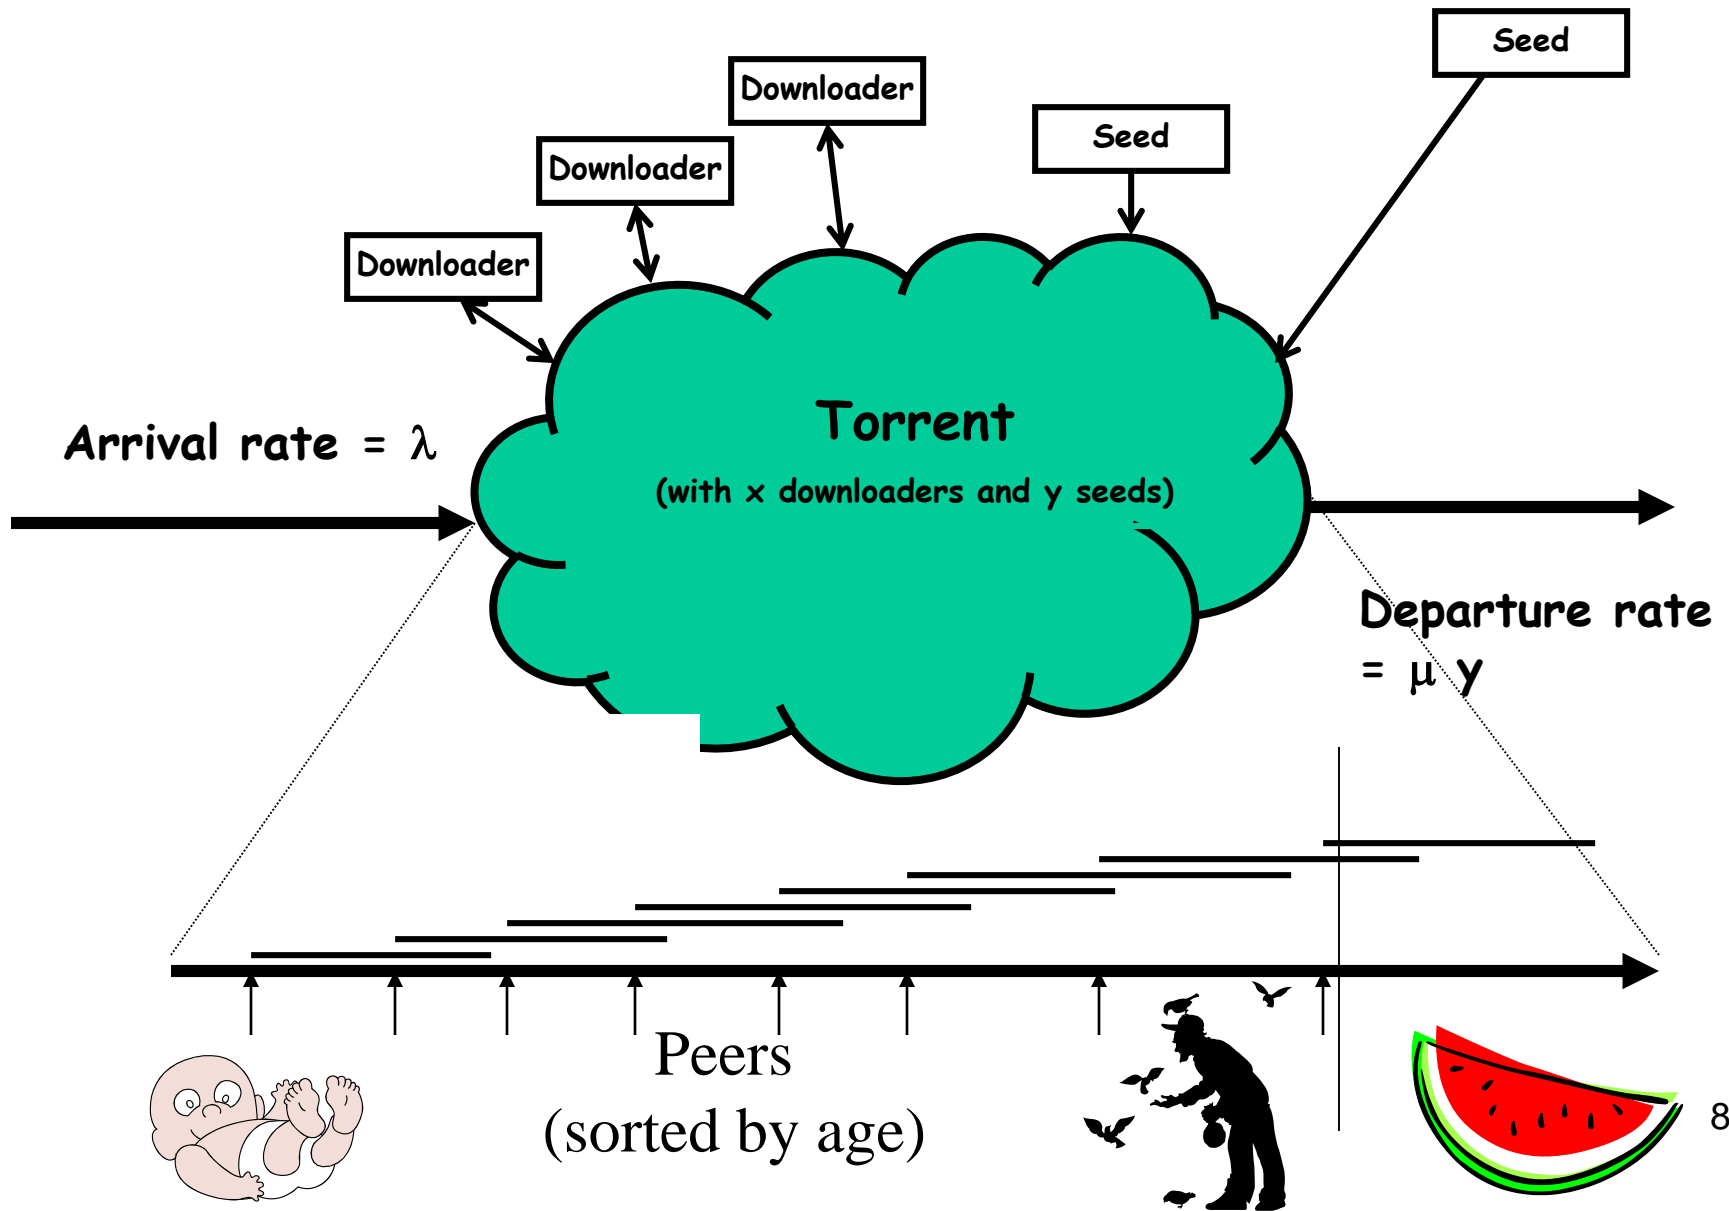 Seed
Downloader
Seed
Downloader
Downloader
Torrent
(with x downloaders and y seeds)
Arrival rate = λ
Departure rate
= μ y
Peers
(sorted by age)
8